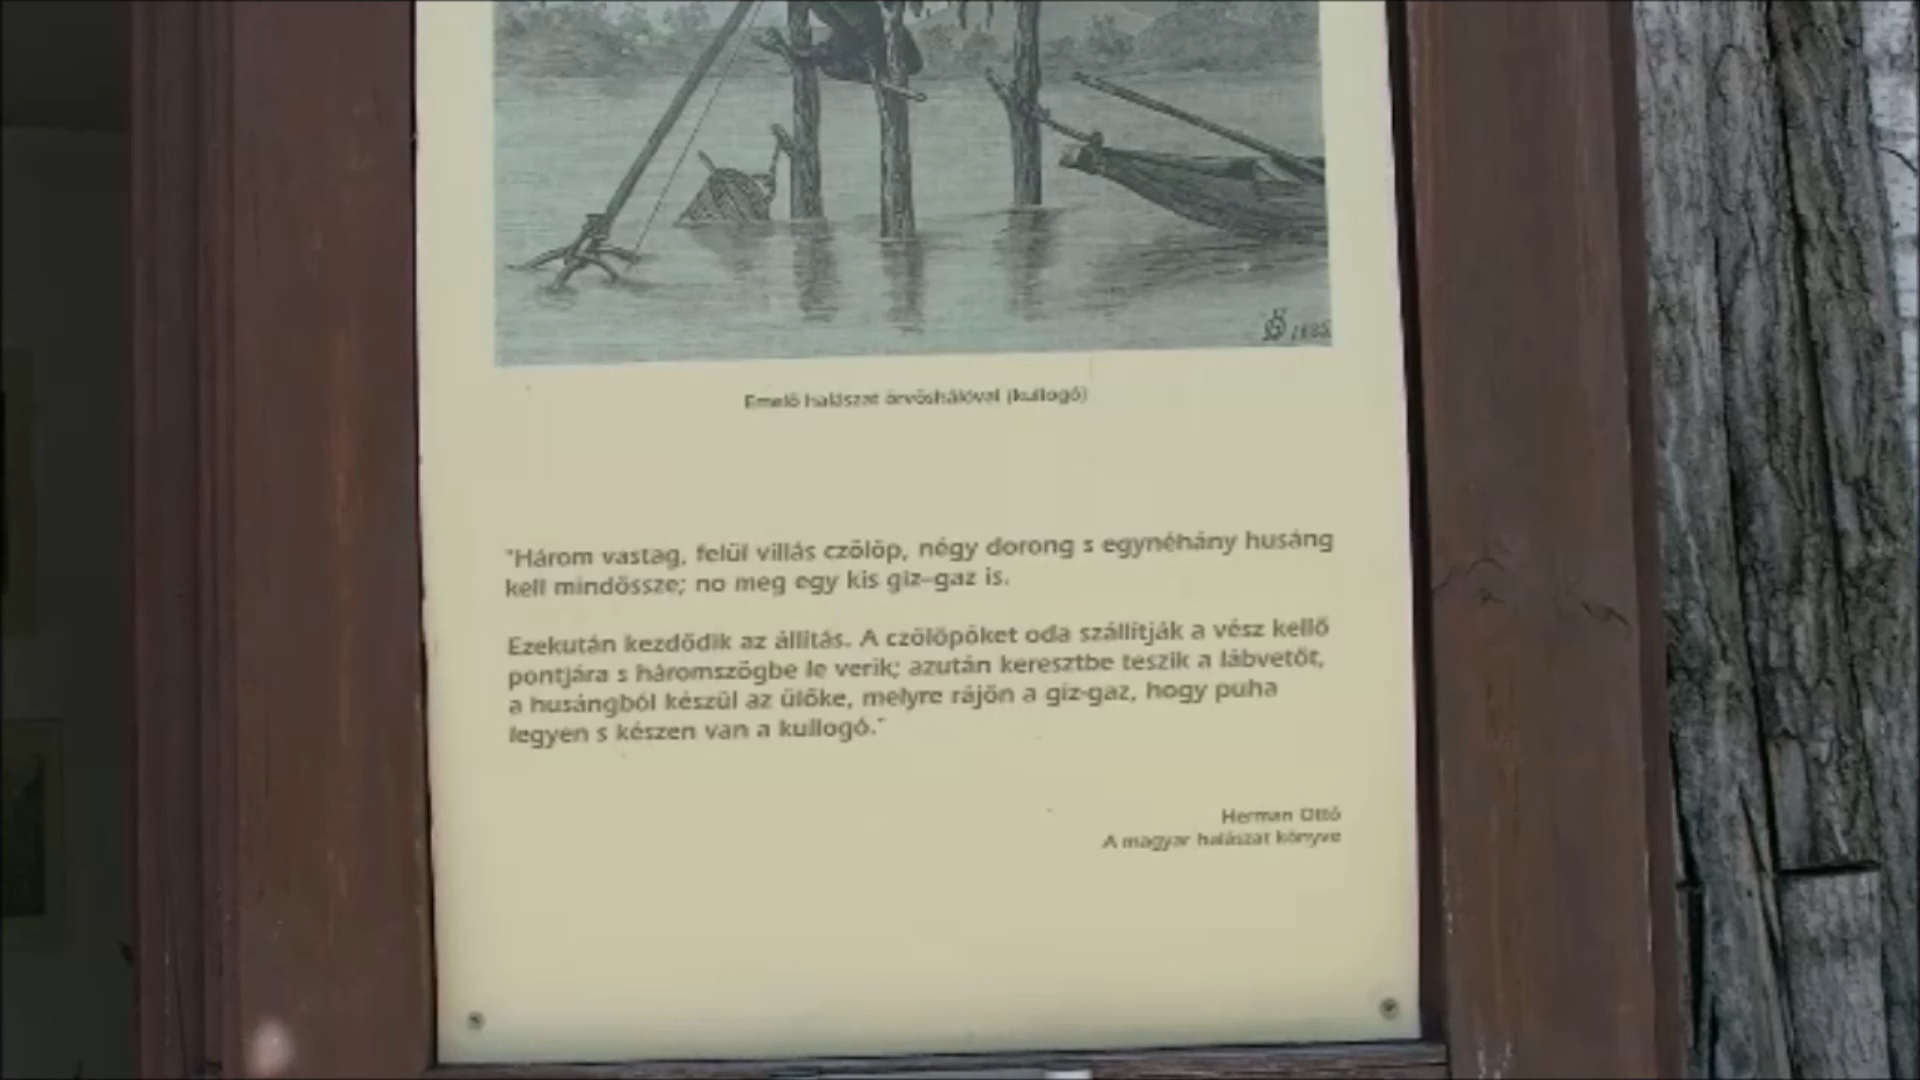 1885
Emelő halászat örvöshálóval (kullogó)
"Három vastag, felül villás czölöp, négy dorong s egynéhány husáng
kell mindössze; no meg egy kis giz-gaz is.
Ezekután kezdődik az állítás. A czölöpöket oda szállítják a vész kellő
pontjára s háromszögbe le verik; azután keresztbe teszik a lábvetőt,
a husángból készül az ülőke, melyre rájön a giz-gaz, hogy puha
legyen s készen van a kullogó."
Herman Ottó
A magyar halászat könyve